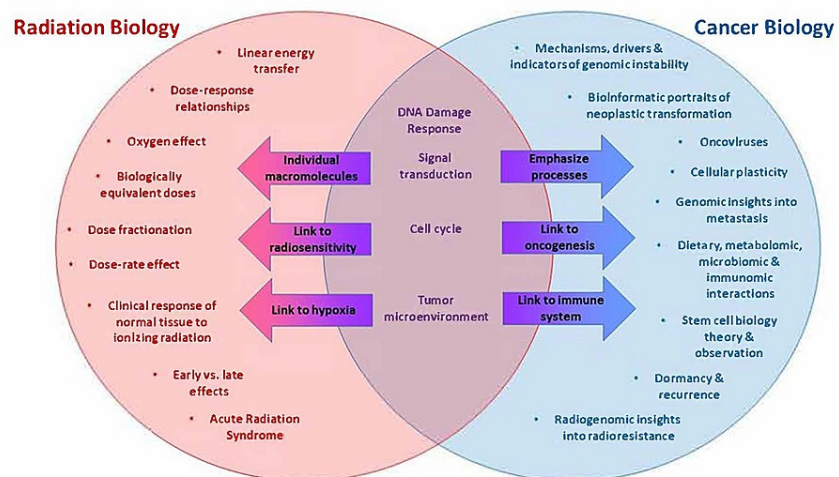 Radiation Biology
Cancer Biology
• Linear energy
transfer
• Dose-response
relationships
• Oxygen effect
• Biologically
equivalent doses
• Dose fractionation
• Dose-rate effect
• Clinical response of
normal tissue to
ionizing radiation
• Early vs. late
effects
• Acute Radiation
Syndrome
DNA Damage
Response
Individual
macromolecules
Signal
transduction
Emphasize
processes
Link to
radiosensitivity
Cell cycle
Link to
oncogenesis
Link to hypoxia
Tumor
microenvironment
Link to immune
system
• Mechanisms, drivers &
indicators of genomic instability
• Bioinformatic portraits of
neoplastic transformation
• Oncoviruses
• Cellular plasticity
• Genomic insights into
metastasis
• Dietary, metabolomic,
microbiomic &
immunomic
interactions
• Stem cell biology
theory &
observation
• Dormancy &
recurrence
• Radiogenomic insights
into radioresistance